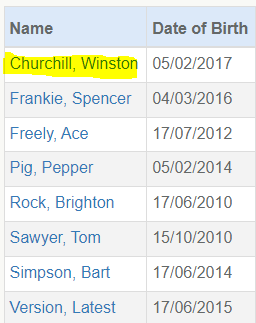 Name Date of Birth
Churchill, Winston 05/02/2017
Frankie, Spencer 04/03/2016
Freely, Ace 17/07/2012
Pig, Pepper 05/02/2014
Rock, Brighton 17/06/2010
Sawyer, Tom 15/10/2010
Simpson, Bart 17/06/2014
Version, Latest 17/06/2015